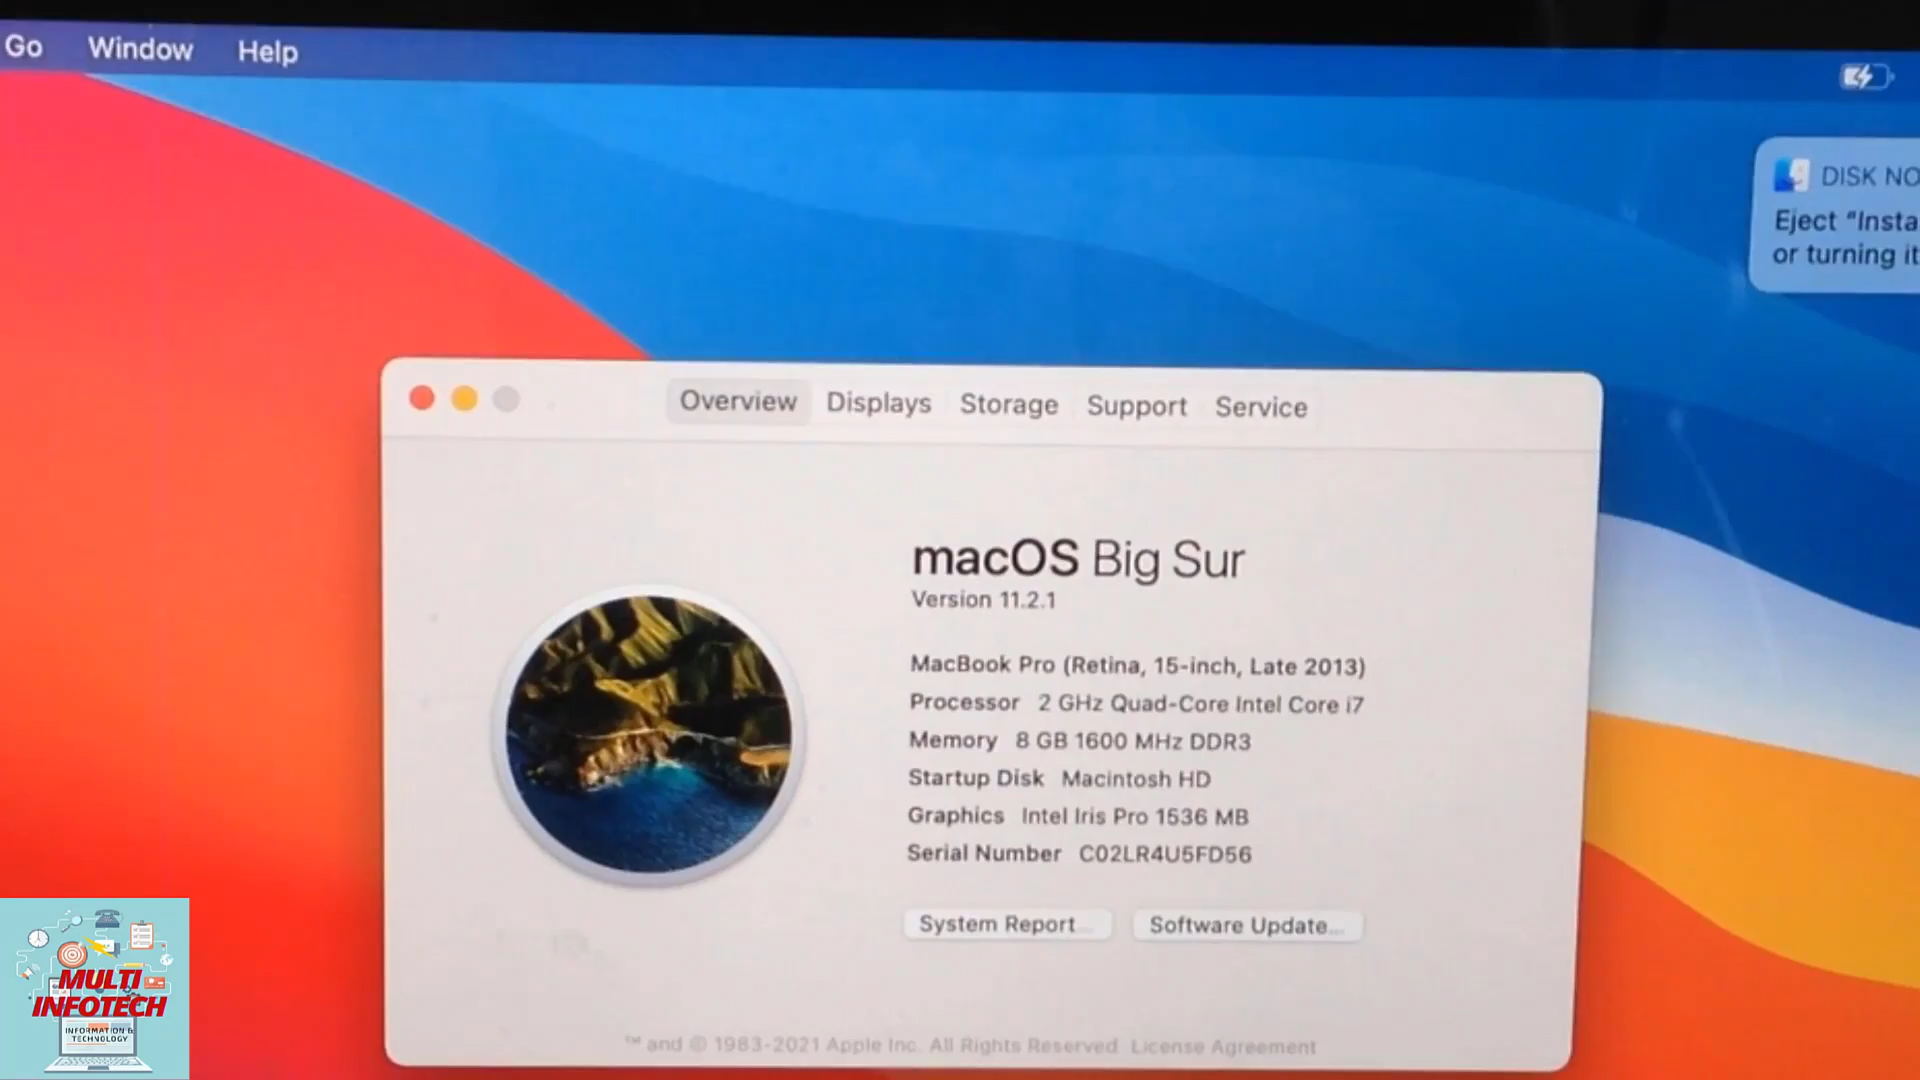 Go Window Help
DISK NO
Eject “Insta
or turning it
Overview Displays Storage Support Service
macOS Big Sur
Version 11.2.1
MacBook Pro (Retina, 15-inch, Late 2013)
Processor 2 GHz Quad-Core Intel Core i7
Memory 8 GB 1600 MHz DDR3
Startup Disk Macintosh HD
Graphics Intel Iris Pro 1536 MB
Serial Number C02LR4U5FD56
System Report... Software Update...
™ and © 1983-2021 Apple Inc. All Rights Reserved. License Agreement
MULTI
INFOTECH
INFORMATION &
TECHNOLOGY